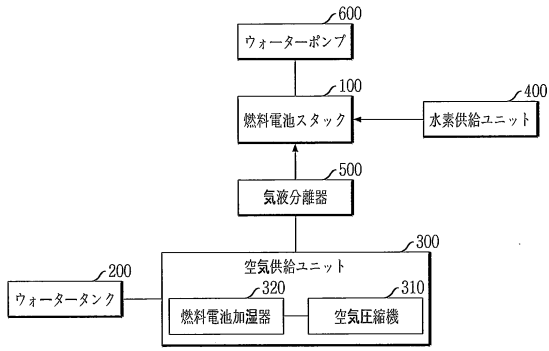 600
ウォーターポンプ
100
燃料電池スタック
400
水素供給ユニット
500
気液分離器
300
空気供給ユニット
200
ウォータータンク
320
燃料電池加湿器
310
空気圧縮機